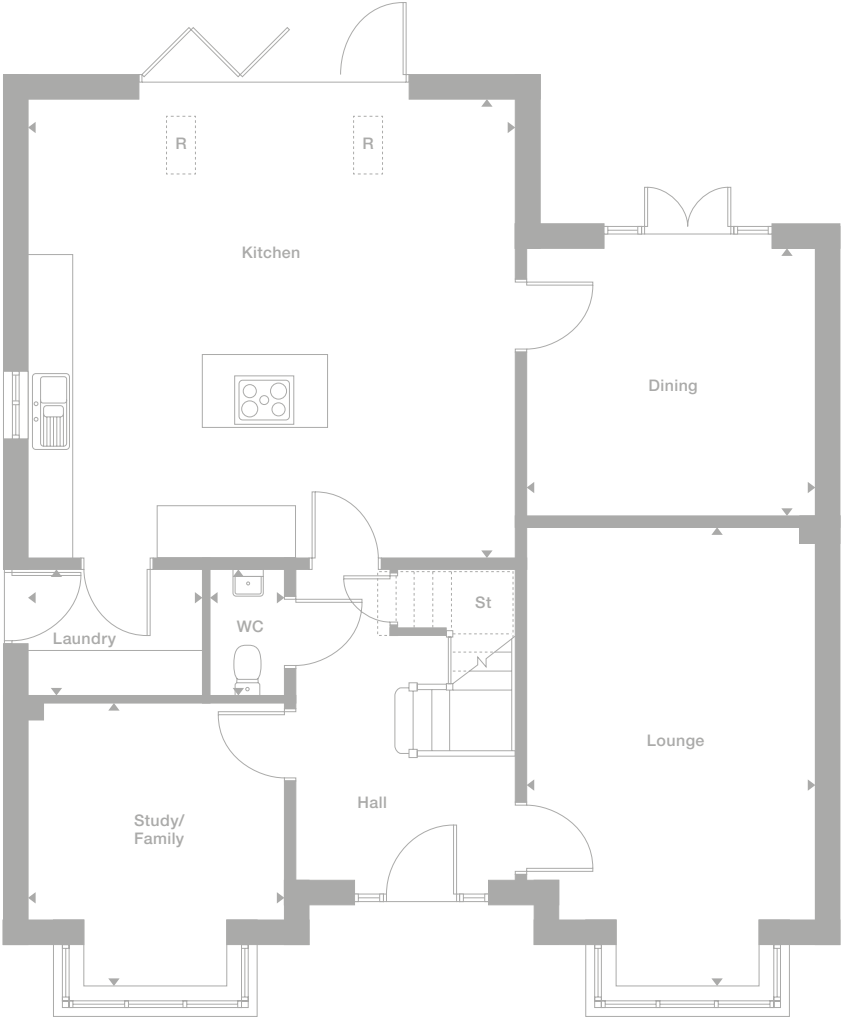 R
R
Kitchen
Dining
St
WC
Laundry
Lounge
Hall
Study/
Family